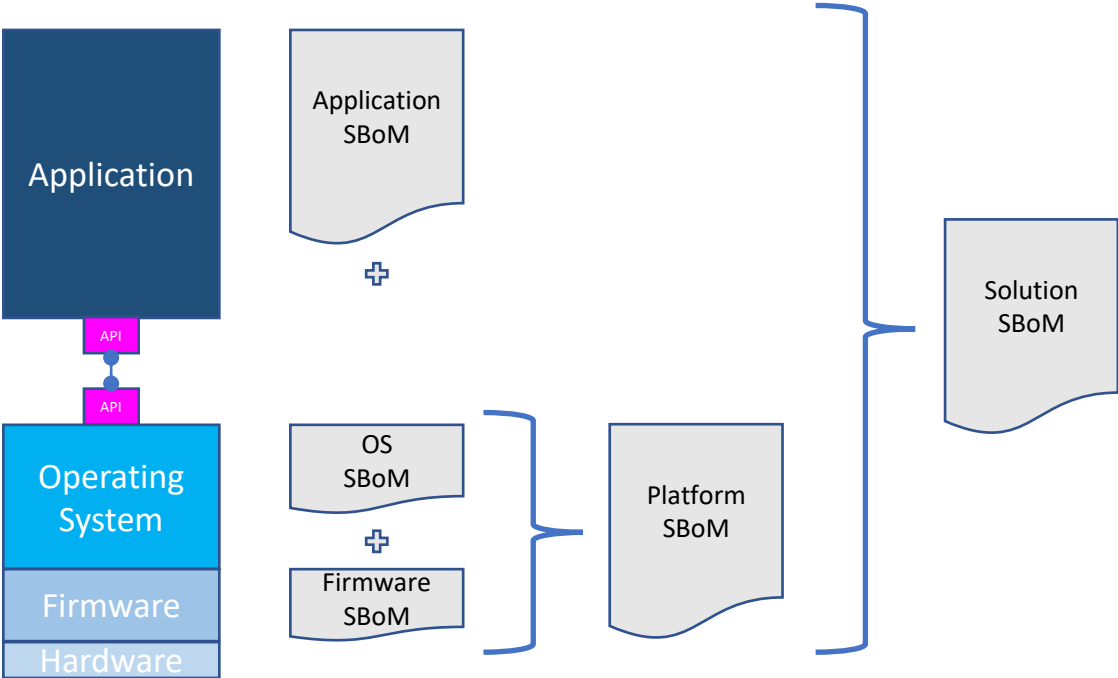 Application
API
API
Operating
System
Firmware
Hardware
Application
SBoM
OS
SBoM
Firmware
SBoM
Platform
SBoM
Solution
SBoM